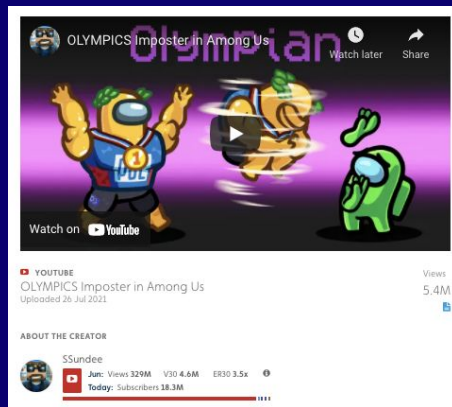 Olympian
OLYMPICS Imposter in Among Us
Watch later
Share
1
Watch on YouTube
YOUTUBE
OLYMPICS Imposter in Among Us
Uploaded 26 Jul 2021
Views
5.4M
ABOUT THE CREATOR
SSundee
Jun: Views 329M V30 4.6M ER30 3.5x
Today: Subscribers 18.3M